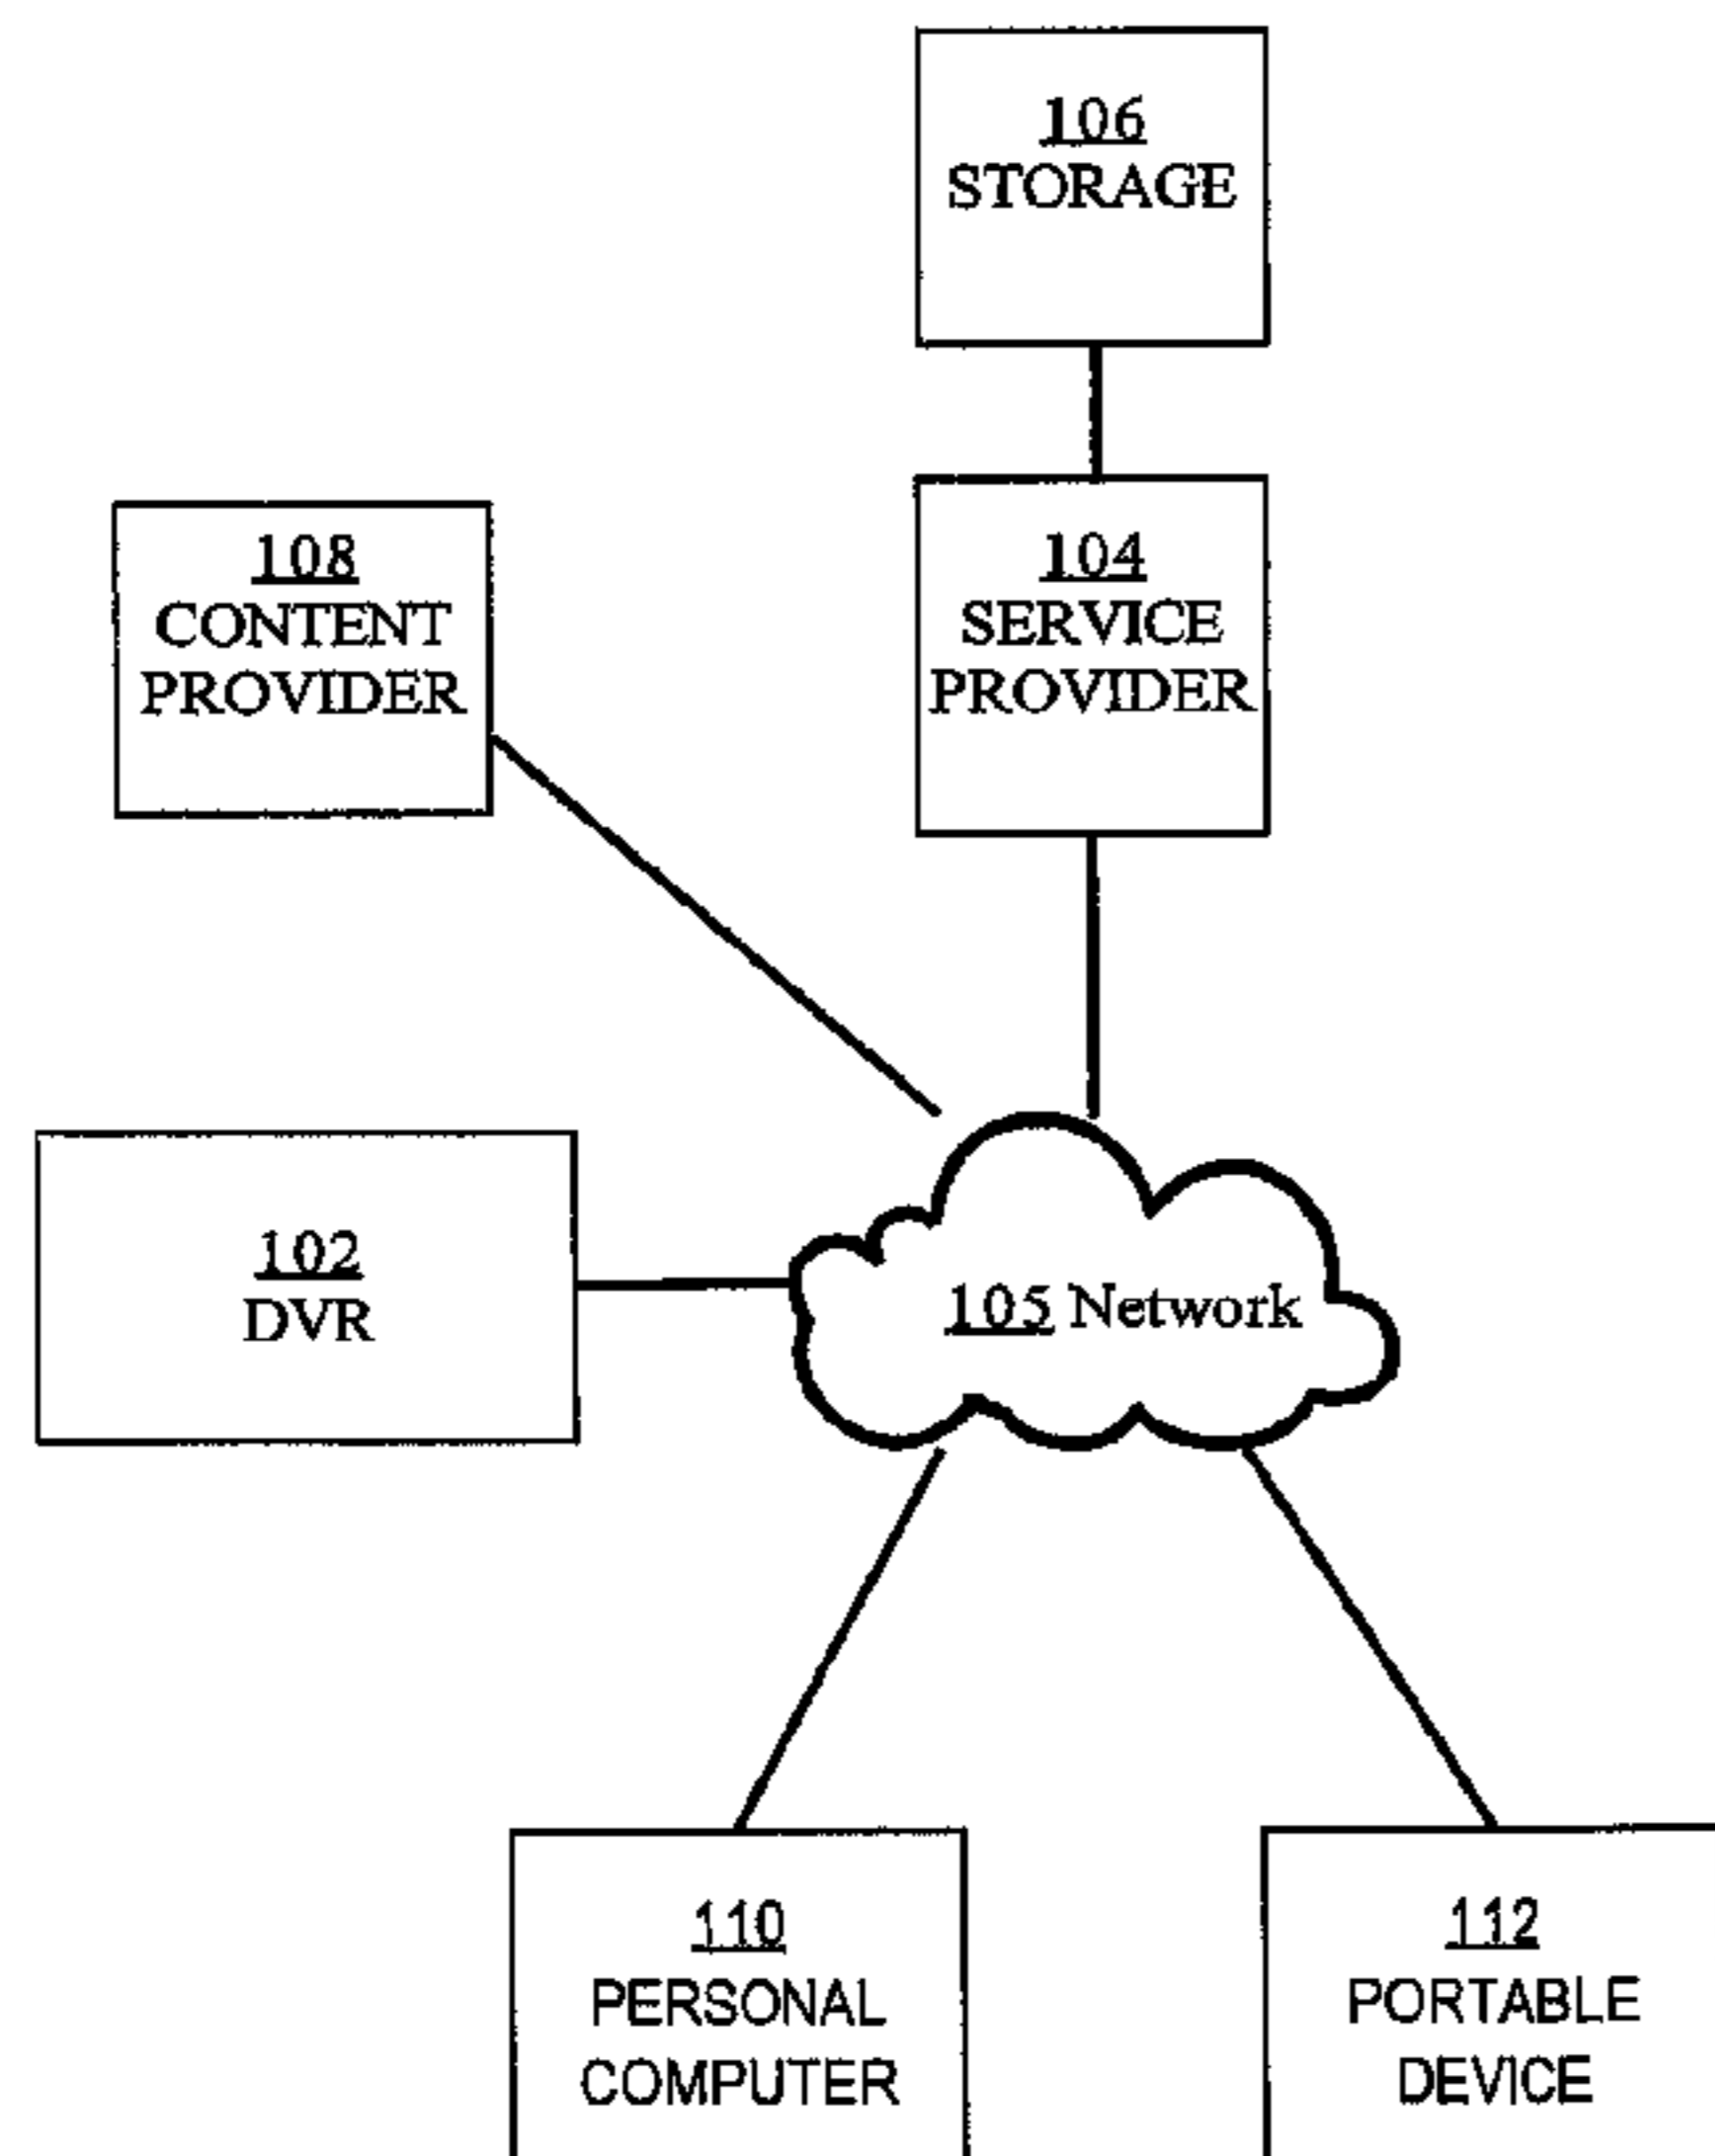 106
STORAGE
108
CONTENT
PROVIDER
104
SERVICE
PROVIDER
102
DVR
105 Network
110
PERSONAL
COMPUTER
112
PORTABLE
DEVICE